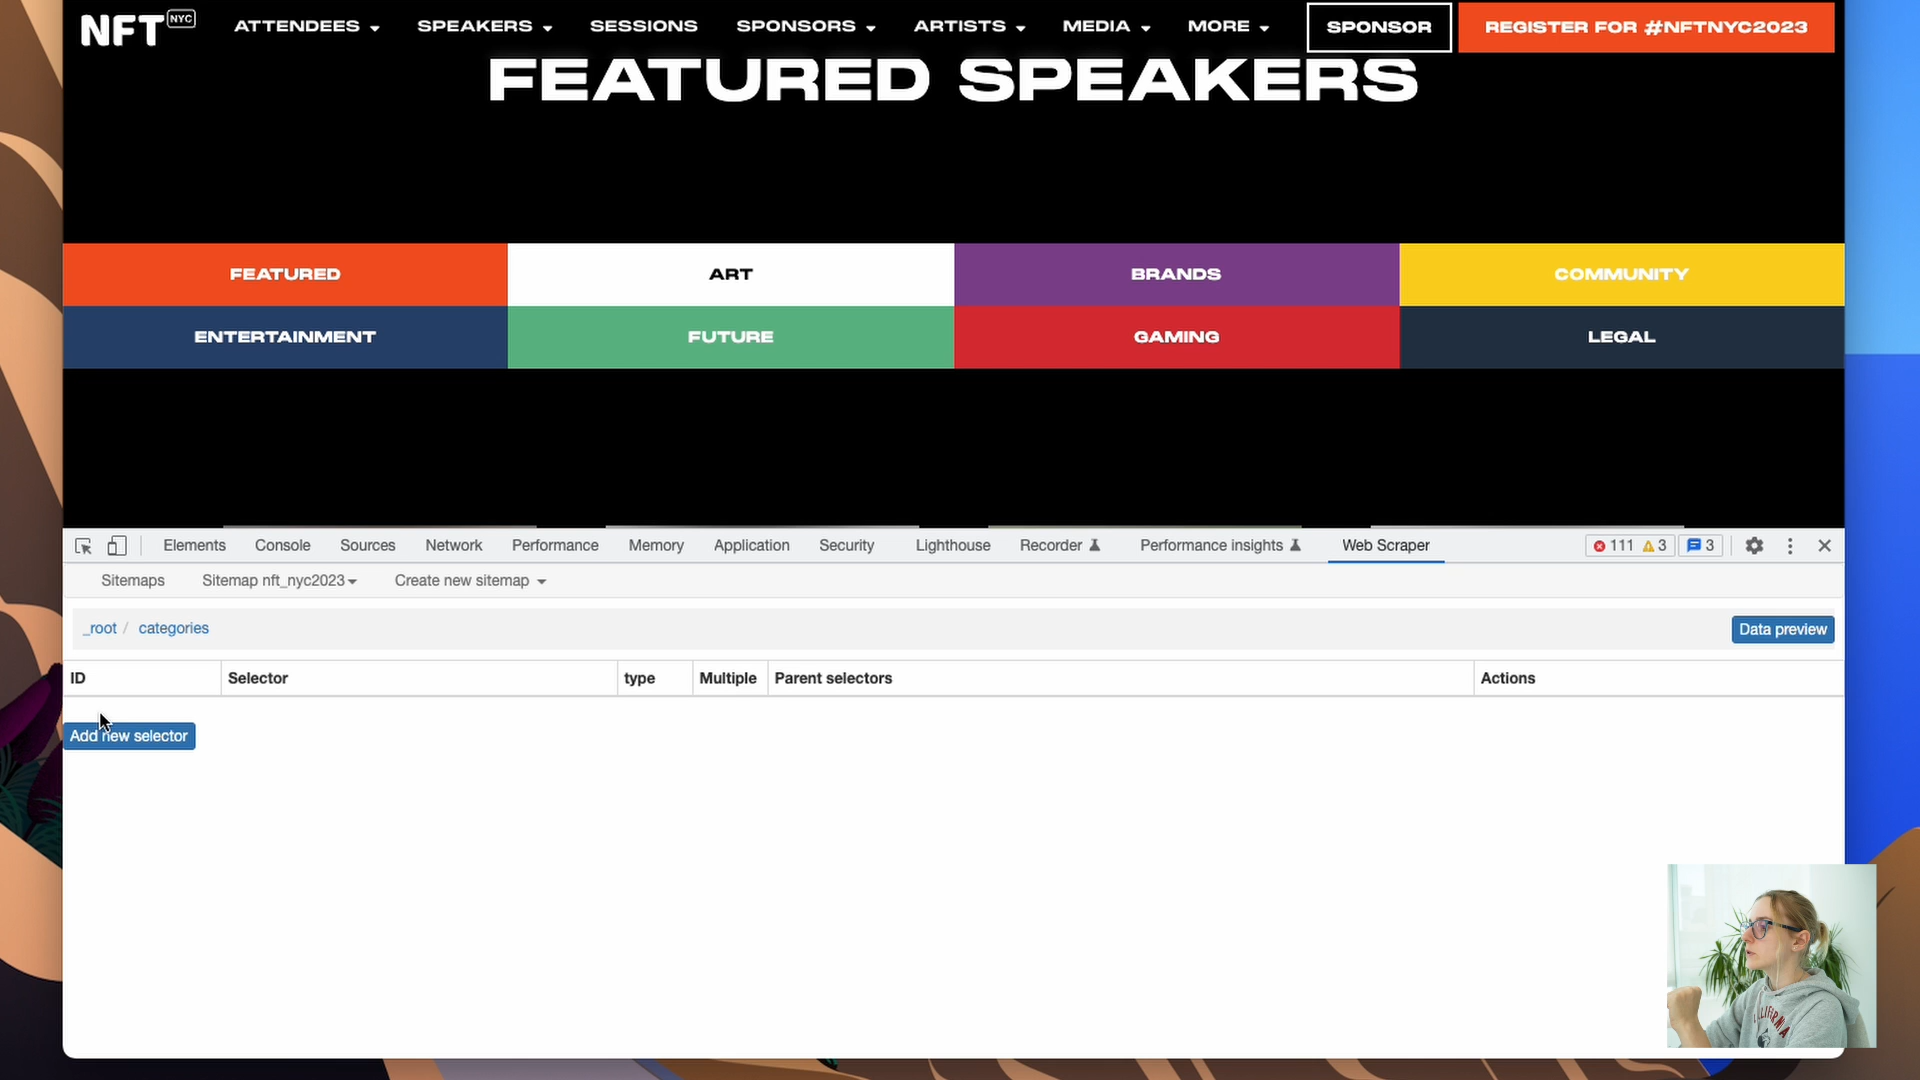 NFT NYC ATTENDEES SPEAKERS SESSIONS SPONSORS ARTISTS MEDIA MORE SPONSOR REGISTER FOR #NFTNYC2023
FEATURED SPEAKERS
FEATURED ART BRANDS COMMUNITY
ENTERTAINMENT FUTURE GAMING LEGAL
Elements Console Sources Network Performance Memory Application Security Lighthouse Recorder Performance insights Web Scraper 111 3 3
Sitemaps Sitemap nft_nyc2023 Create new sitemap
_root / categories Data preview
ID Selector type Multiple Parent selectors Actions
Add new selector